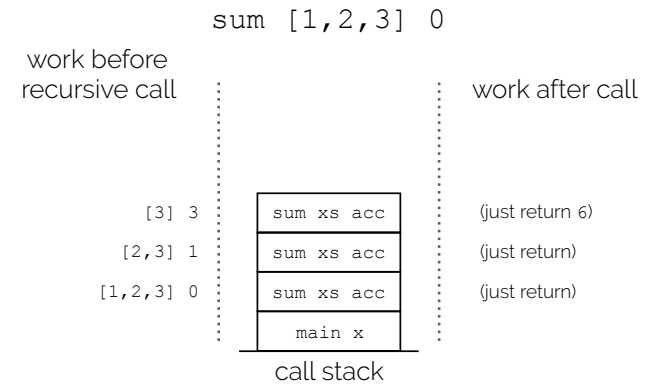 sum [1,2,3] 0
work before
recursive call
work after call
[3] 3
sum xs acc
(just return 6)
[2,3] 1
sum xs acc
(just return)
[1,2,3] 0
sum xs acc
(just return)
main x
call stack